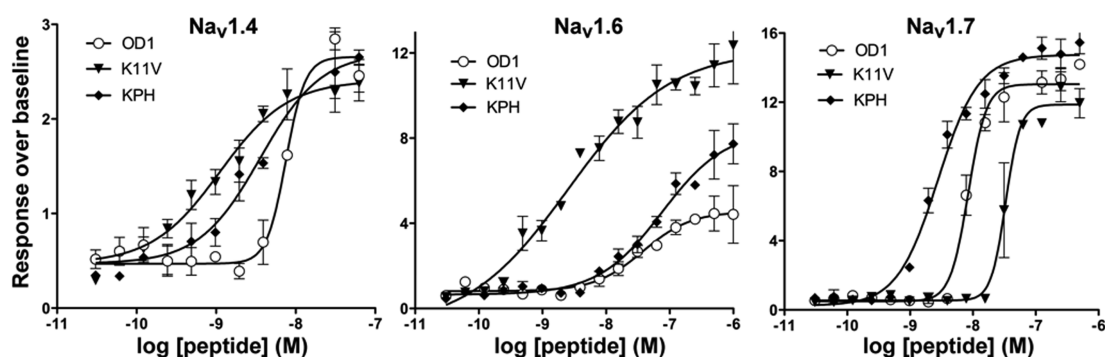 Response over baseline
Nav1.4
OD1
K11V
KPH
3
2
1
0
-11
-10
-9
-8
-7
log [peptide] (M)
Nav1.6
OD1
K11V
KPH
12
8
4
0
-11
-10
-9
-8
-7
-6
log [peptide] (M)
Nav1.7
OD1
K11V
KPH
16
12
8
4
0
-11
-10
-9
-8
-7
-6
log [peptide] (M)